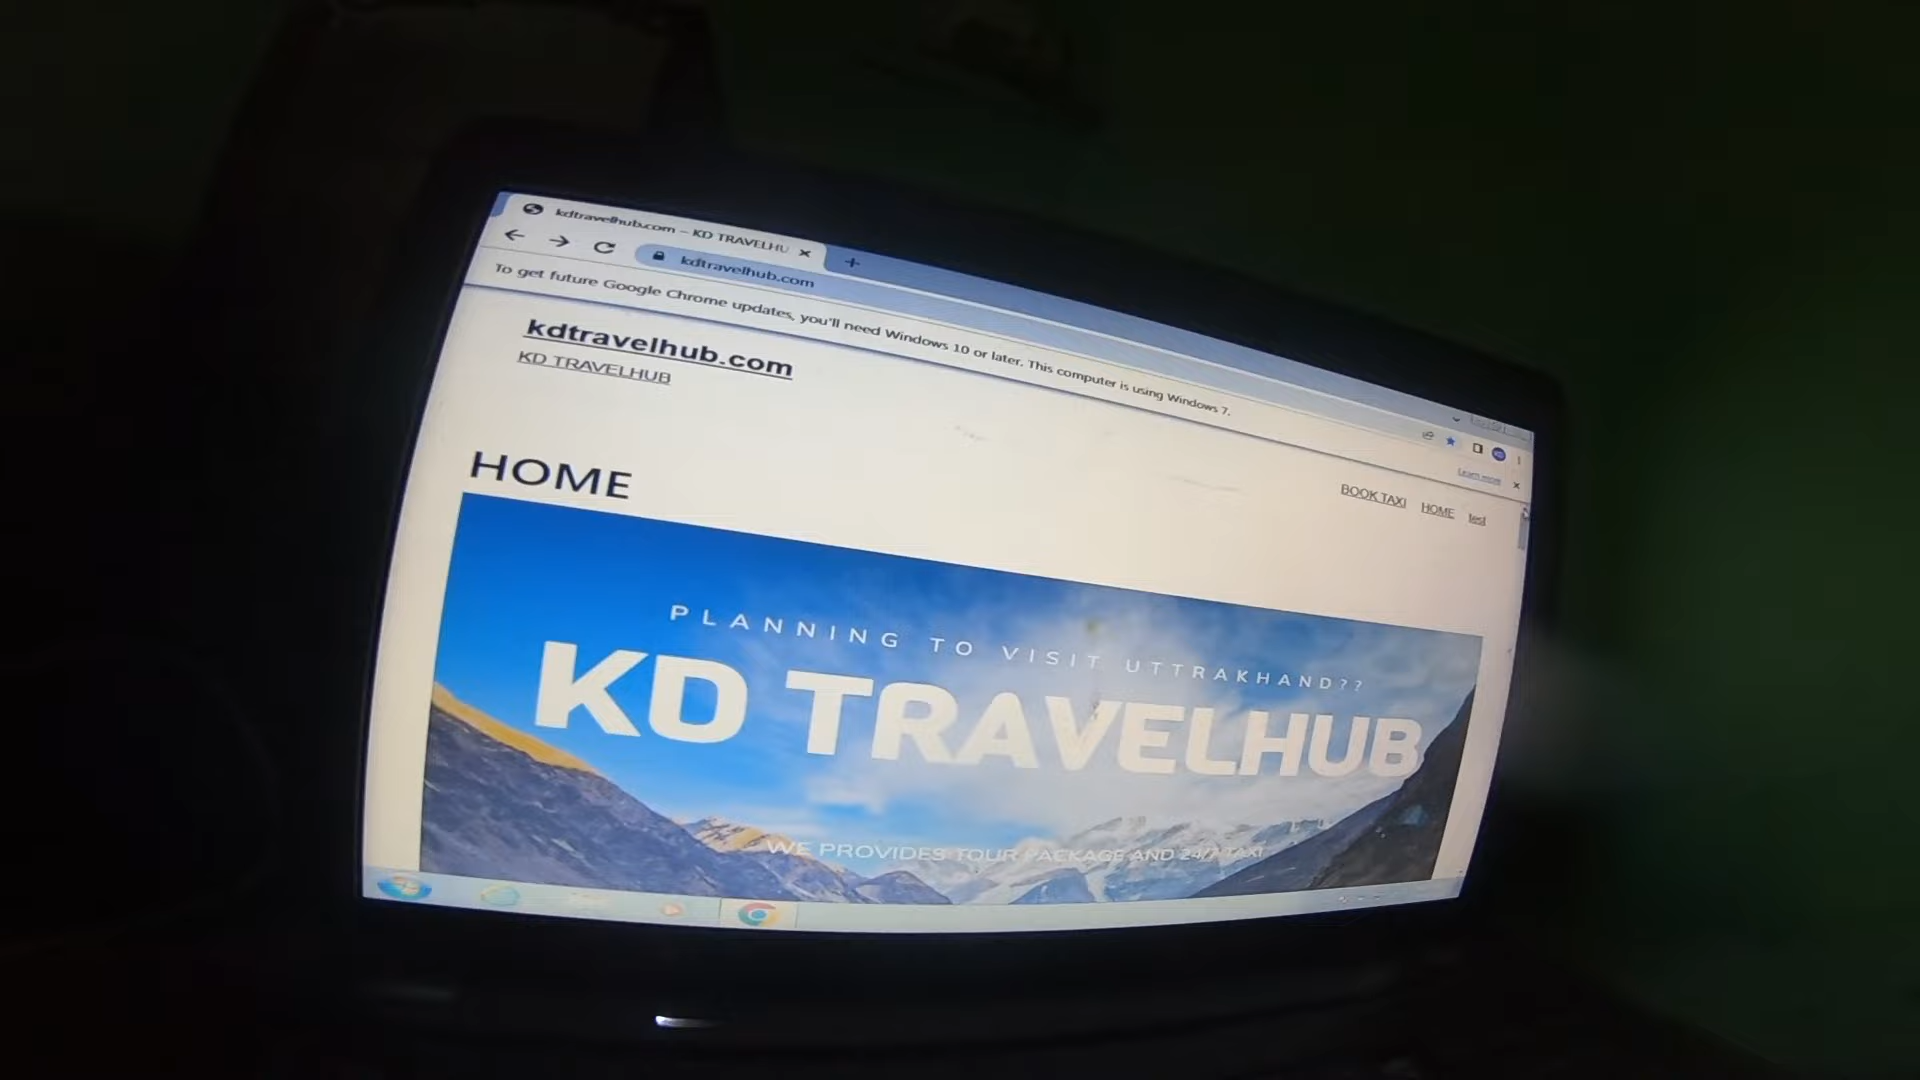 kdtravelhub.com – KD TRAVELHU
kdtravelhub.com
To get future Google Chrome updates, you'll need Windows 10 or later. This computer is using Windows 7.
Learn more
kdtravelhub.com
KD TRAVELHUB
BOOK TAXI HOME test
HOME
PLANNING TO VISIT UTTRAKHAND??
KD TRAVELHUB
WE PROVIDES TOUR PACKAGE AND 24/7 TAXI